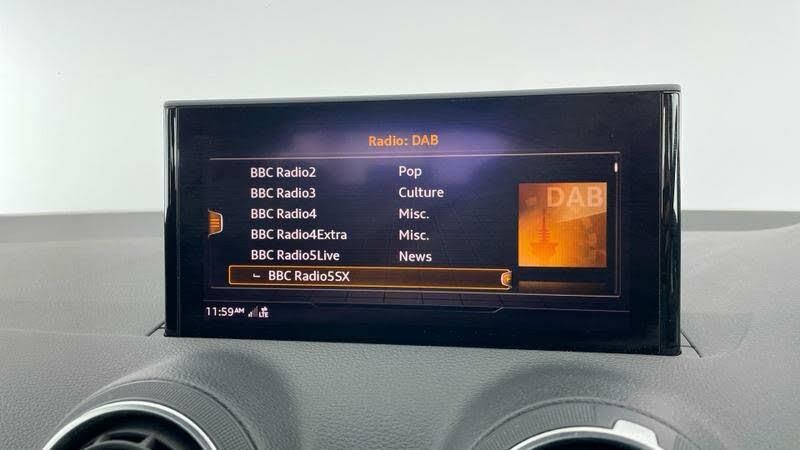 Radio: DAB
BBC Radio2 Pop
BBC Radio3 Culture
BBC Radio4 Misc.
BBC Radio4Extra Misc.
BBC Radio5Live News
BBC Radio5SX
DAB
11:59AM LTE